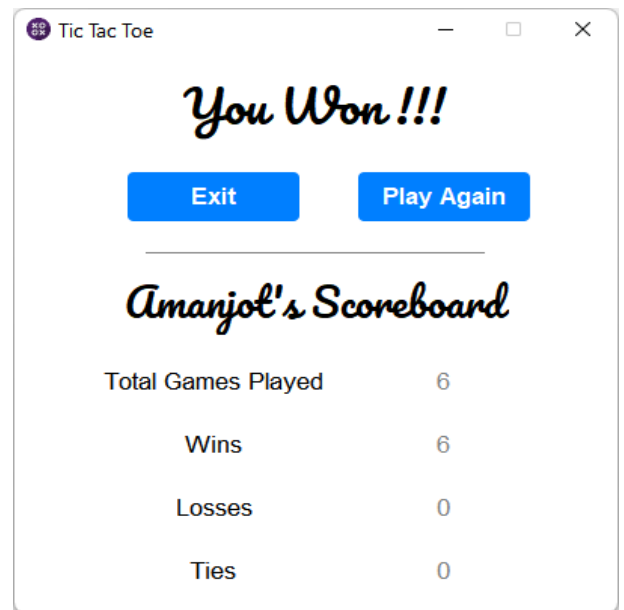 Tic Tac Toe
You Won !!!
Exit Play Again
Amanjot's Scoreboard
Total Games Played 6
Wins 6
Losses 0
Ties 0